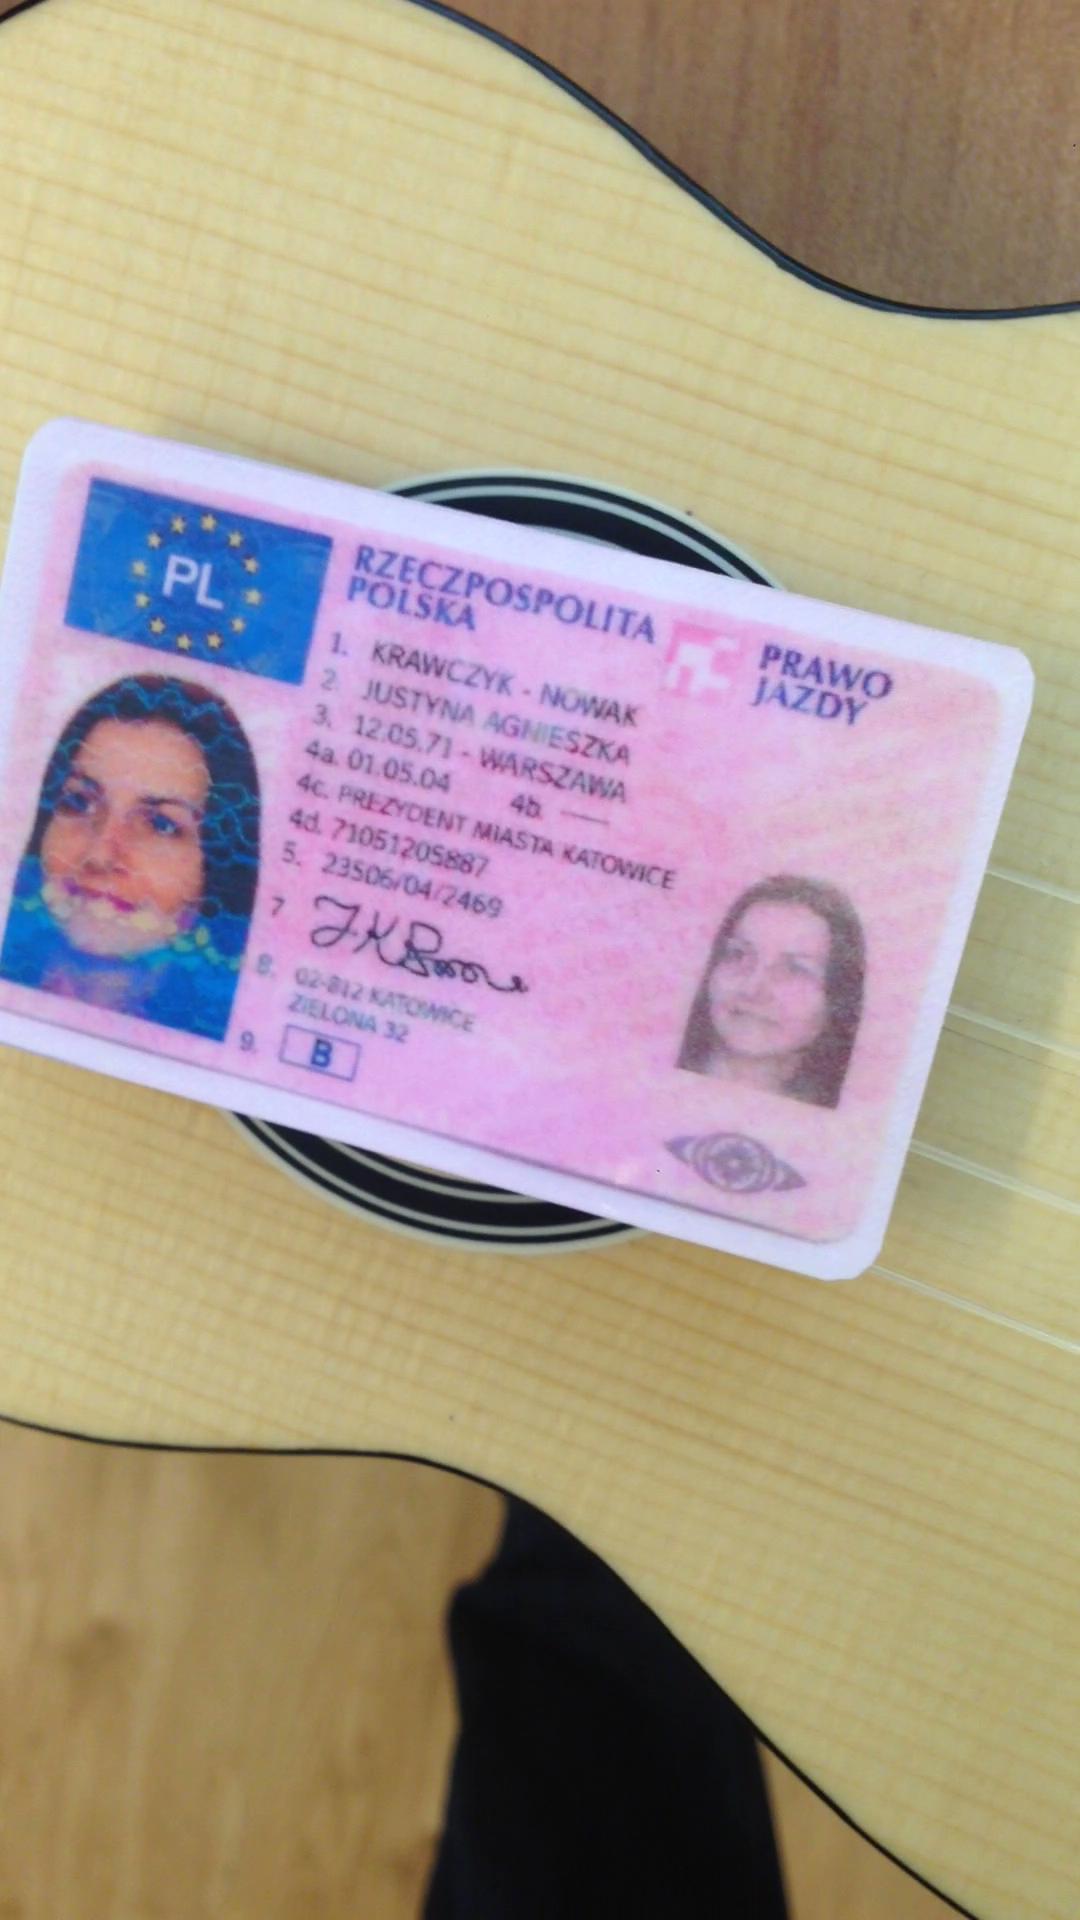 PL
RZECZPOSPOLITA
POLSKA
PRAWO
JAZDY
1. KRAWCZYK - NOWAK
2. JUSTYNA AGNIESZKA
3. 12.05.71 - WARSZAWA
4a. 01.05.04 4b. ——
4c. PREZYDENT MIASTA KATOWICE
4d. 71051205887
5. 23506/04/2469
7
8. 02-812 KATOWICE
ZIELONA 32
9. B